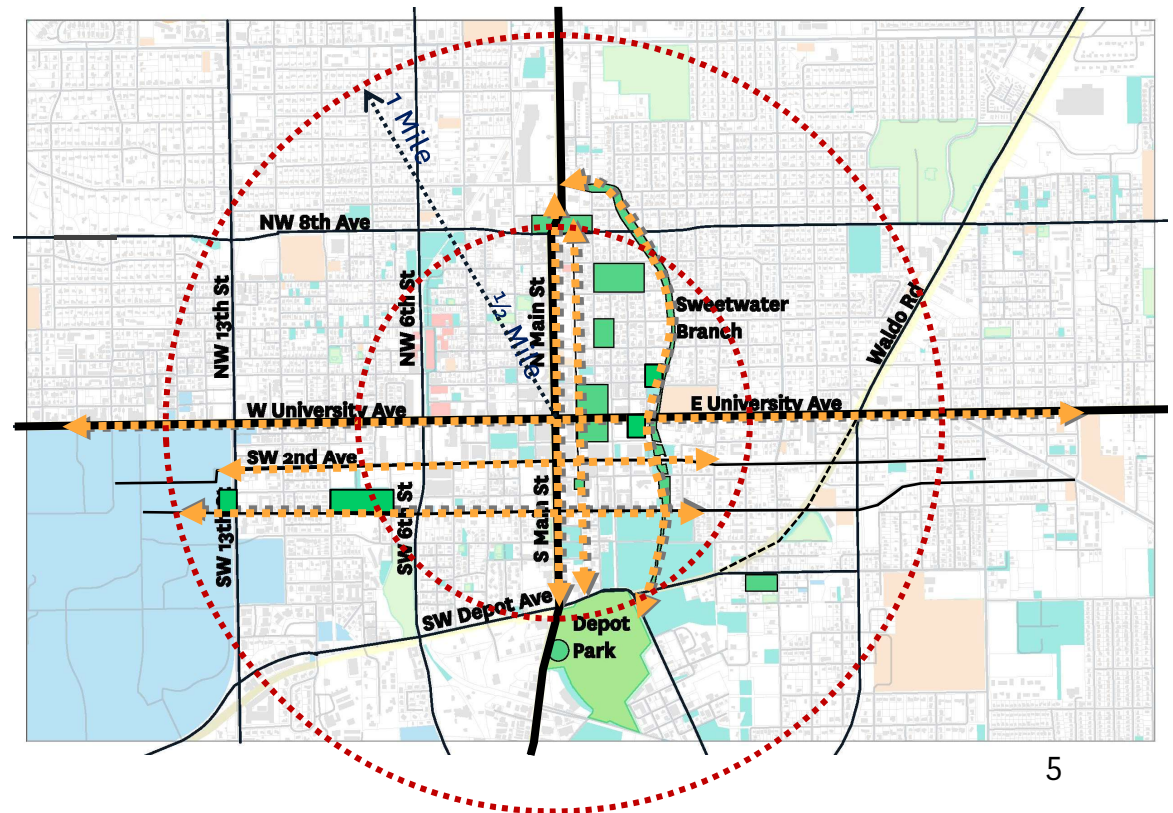 1 Mile
NW 8th Ave
NW 13th St
NW 6th St
1/2 Mile
N Main St
Sweetwater
Branch
Waldo Rd
W University Ave
E University Ave
SW 2nd Ave
SW 13th St
SW 6th St
S Main St
SW Depot Ave
Depot
Park
5